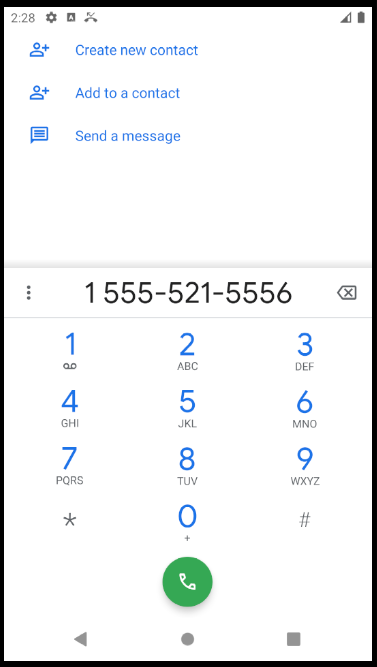 2:28
Create new contact
Add to a contact
Send a message
1 555-521-5556
1 2 3
ABC DEF
4 5 6
GHI JKL MNO
7 8 9
PQRS TUV WXYZ
* 0 #
+